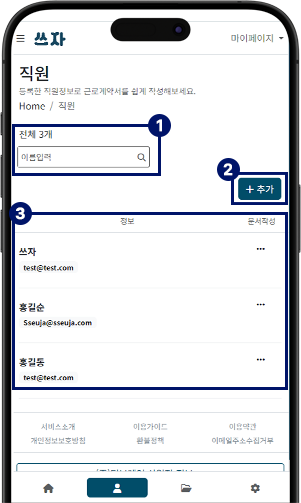 쓰자
마이페이지
직원
등록한 직원정보로 근로계약서를 쉽게 작성해보세요.
Home / 직원
1
전체 3개
이름입력
2
+ 추가
3
정보 문서작성
쓰자
test@test.com
홍길순
Sseuja@sseuja.com
홍길동
test@test.com
서비스소개 이용가이드 이용약관
개인정보보호방침 환불정책 이메일주소수집거부